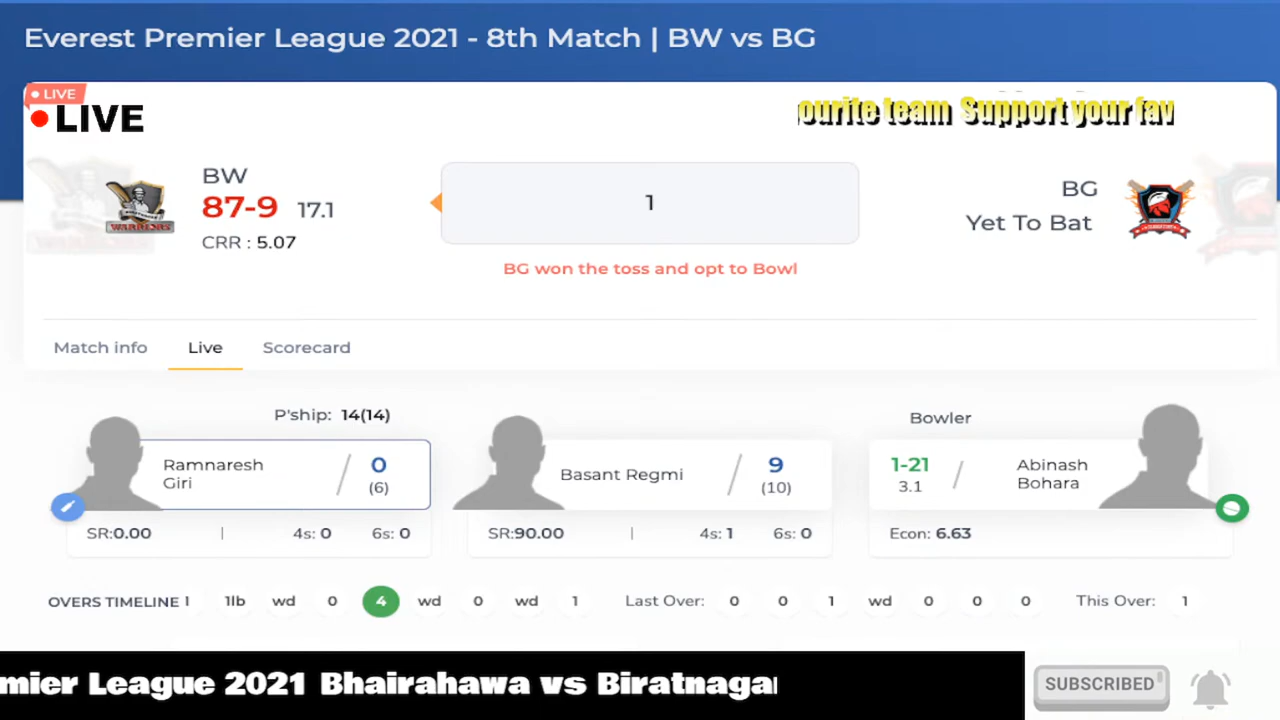 Everest Premier League 2021 - 8th Match | BW vs BG
LIVE
LIVE
ourite team Support your fav
BW
87-9 17.1
CRR : 5.07
WARRIORS
1
BG
Yet To Bat
BG won the toss and opt to Bowl
Match info Live Scorecard
P'ship: 14(14)
Ramnaresh
Giri
0
(6)
SR:0.00 | 4s: 0 6s: 0
Basant Regmi
9
(10)
SR:90.00 | 4s: 1 6s: 0
Bowler
1-21
3.1
Abinash
Bohara
Econ: 6.63
OVERS TIMELINE 1 1lb wd 0 4 wd 0 wd 1 Last Over: 0 0 1 wd 0 0 0 This Over: 1
mier League 2021 Bhairahawa vs Biratnagar
SUBSCRIBED